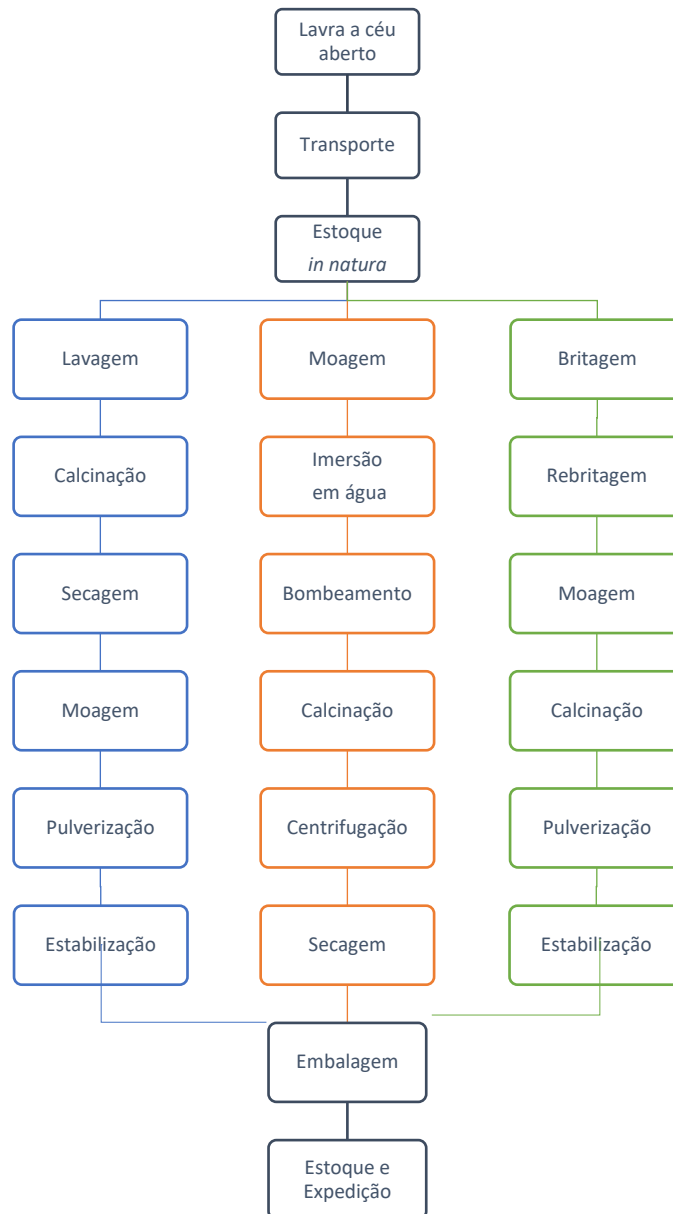 Lavra a céu
aberto
Transporte
Estoque
in natura
Lavagem
Moagem
Britagem
Calcinação
Imersão
em água
Rebritagem
Secagem
Bombeamento
Moagem
Moagem
Calcinação
Calcinação
Pulverização
Centrifugação
Pulverização
Estabilização
Secagem
Estabilização
Embalagem
Estoque e
Expedição